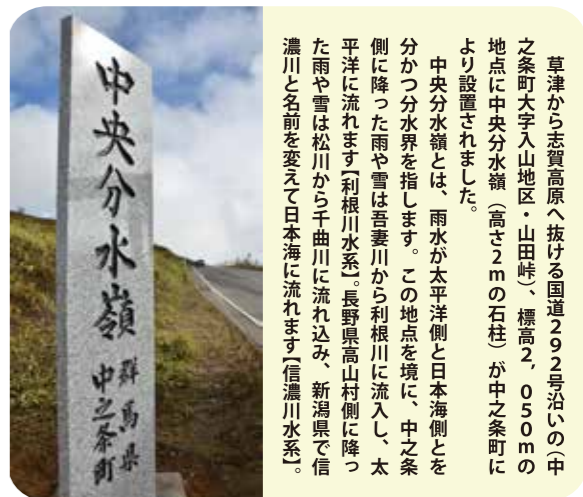 草津から志賀高原へ抜ける国道292号沿いの(中
之条町大字入山地区・山田峠)、標高2,050mの
地点に中央分水嶺(高さ2mの石柱)が中之条町に
より設置されました。
中央分水嶺とは、雨水が太平洋側と日本海側とを
分かつ分水界を指します。この地点を境に、中之条
側に降った雨や雪は吾妻川から利根川に流入し、太
平洋に流れます【利根川水系】。長野県高山村側に降っ
た雨や雪は松川から千曲川に流れ込み、新潟県で信
濃川と名前を変えて日本海に流れます【信濃川水系】。
中央分水嶺
群馬県
中之条町